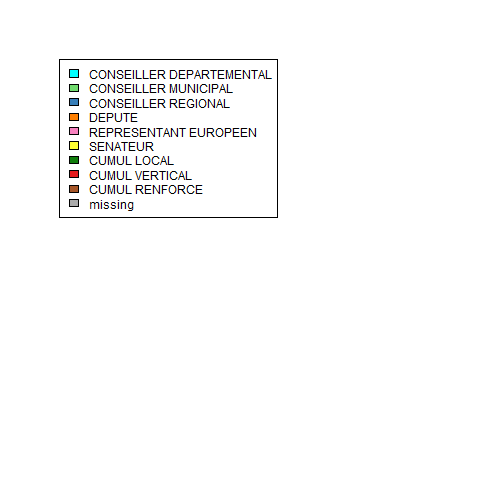 CONSEILLER DEPARTEMENTAL
CONSEILLER MUNICIPAL
CONSEILLER REGIONAL
DEPUTE
REPRESENTANT EUROPEEN
SENATEUR
CUMUL LOCAL
CUMUL VERTICAL
CUMUL RENFORCE
missing